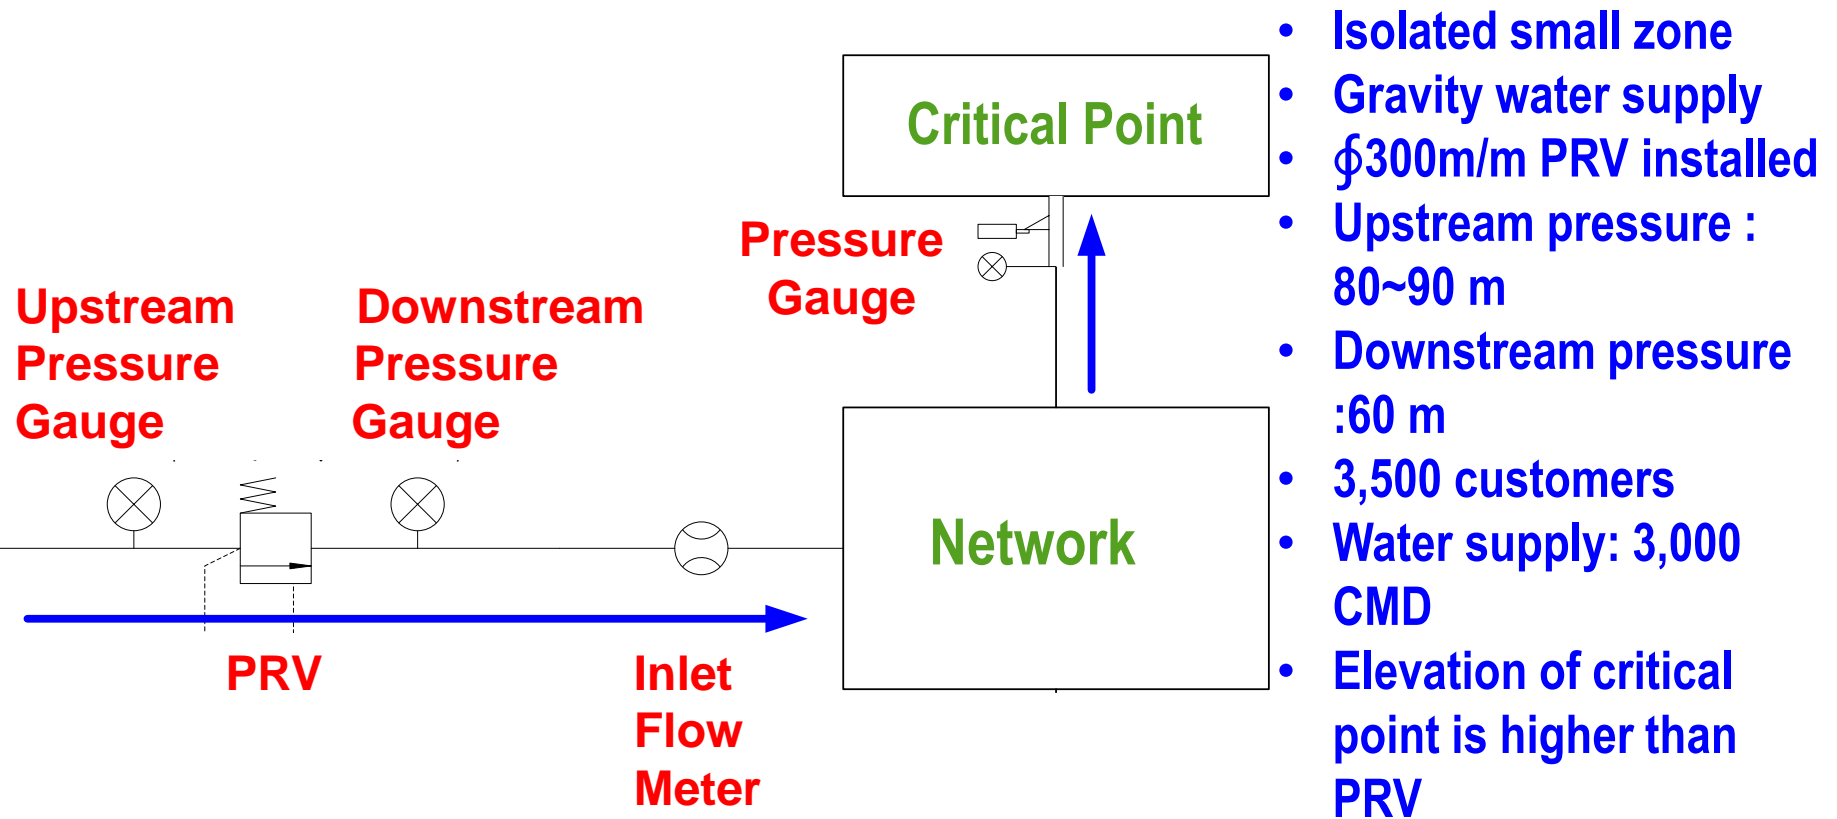 Upstream
Pressure
Gauge
Downstream
Pressure
Gauge
PRV
Inlet
Flow
Meter
Pressure
Gauge
Critical Point
Network
• Isolated small zone
• Gravity water supply
• ∮300m/m PRV installed
• Upstream pressure :
80~90 m
• Downstream pressure
:60 m
• 3,500 customers
• Water supply: 3,000
CMD
• Elevation of critical
point is higher than
PRV